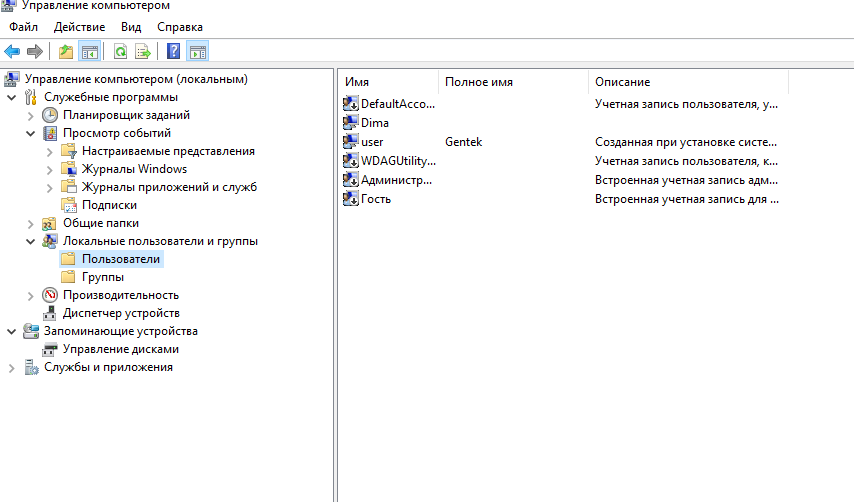 Управление компьютером
Файл Действие Вид Справка
Управление компьютером (локальным)
Служебные программы
Планировщик заданий
Просмотр событий
Настраиваемые представления
Журналы Windows
Журналы приложений и служб
Подписки
Общие папки
Локальные пользователи и группы
Пользователи
Группы
Производительность
Диспетчер устройств
Запоминающие устройства
Управление дисками
Службы и приложения
Имя Полное имя Описание
DefaultAcco... Учетная запись пользователя, у...
Dima
user Gentek Созданная при установке систе...
WDAGUtility... Учетная запись пользователя, к...
Администр... Встроенная учетная запись адм...
Гость Встроенная учетная запись для ...